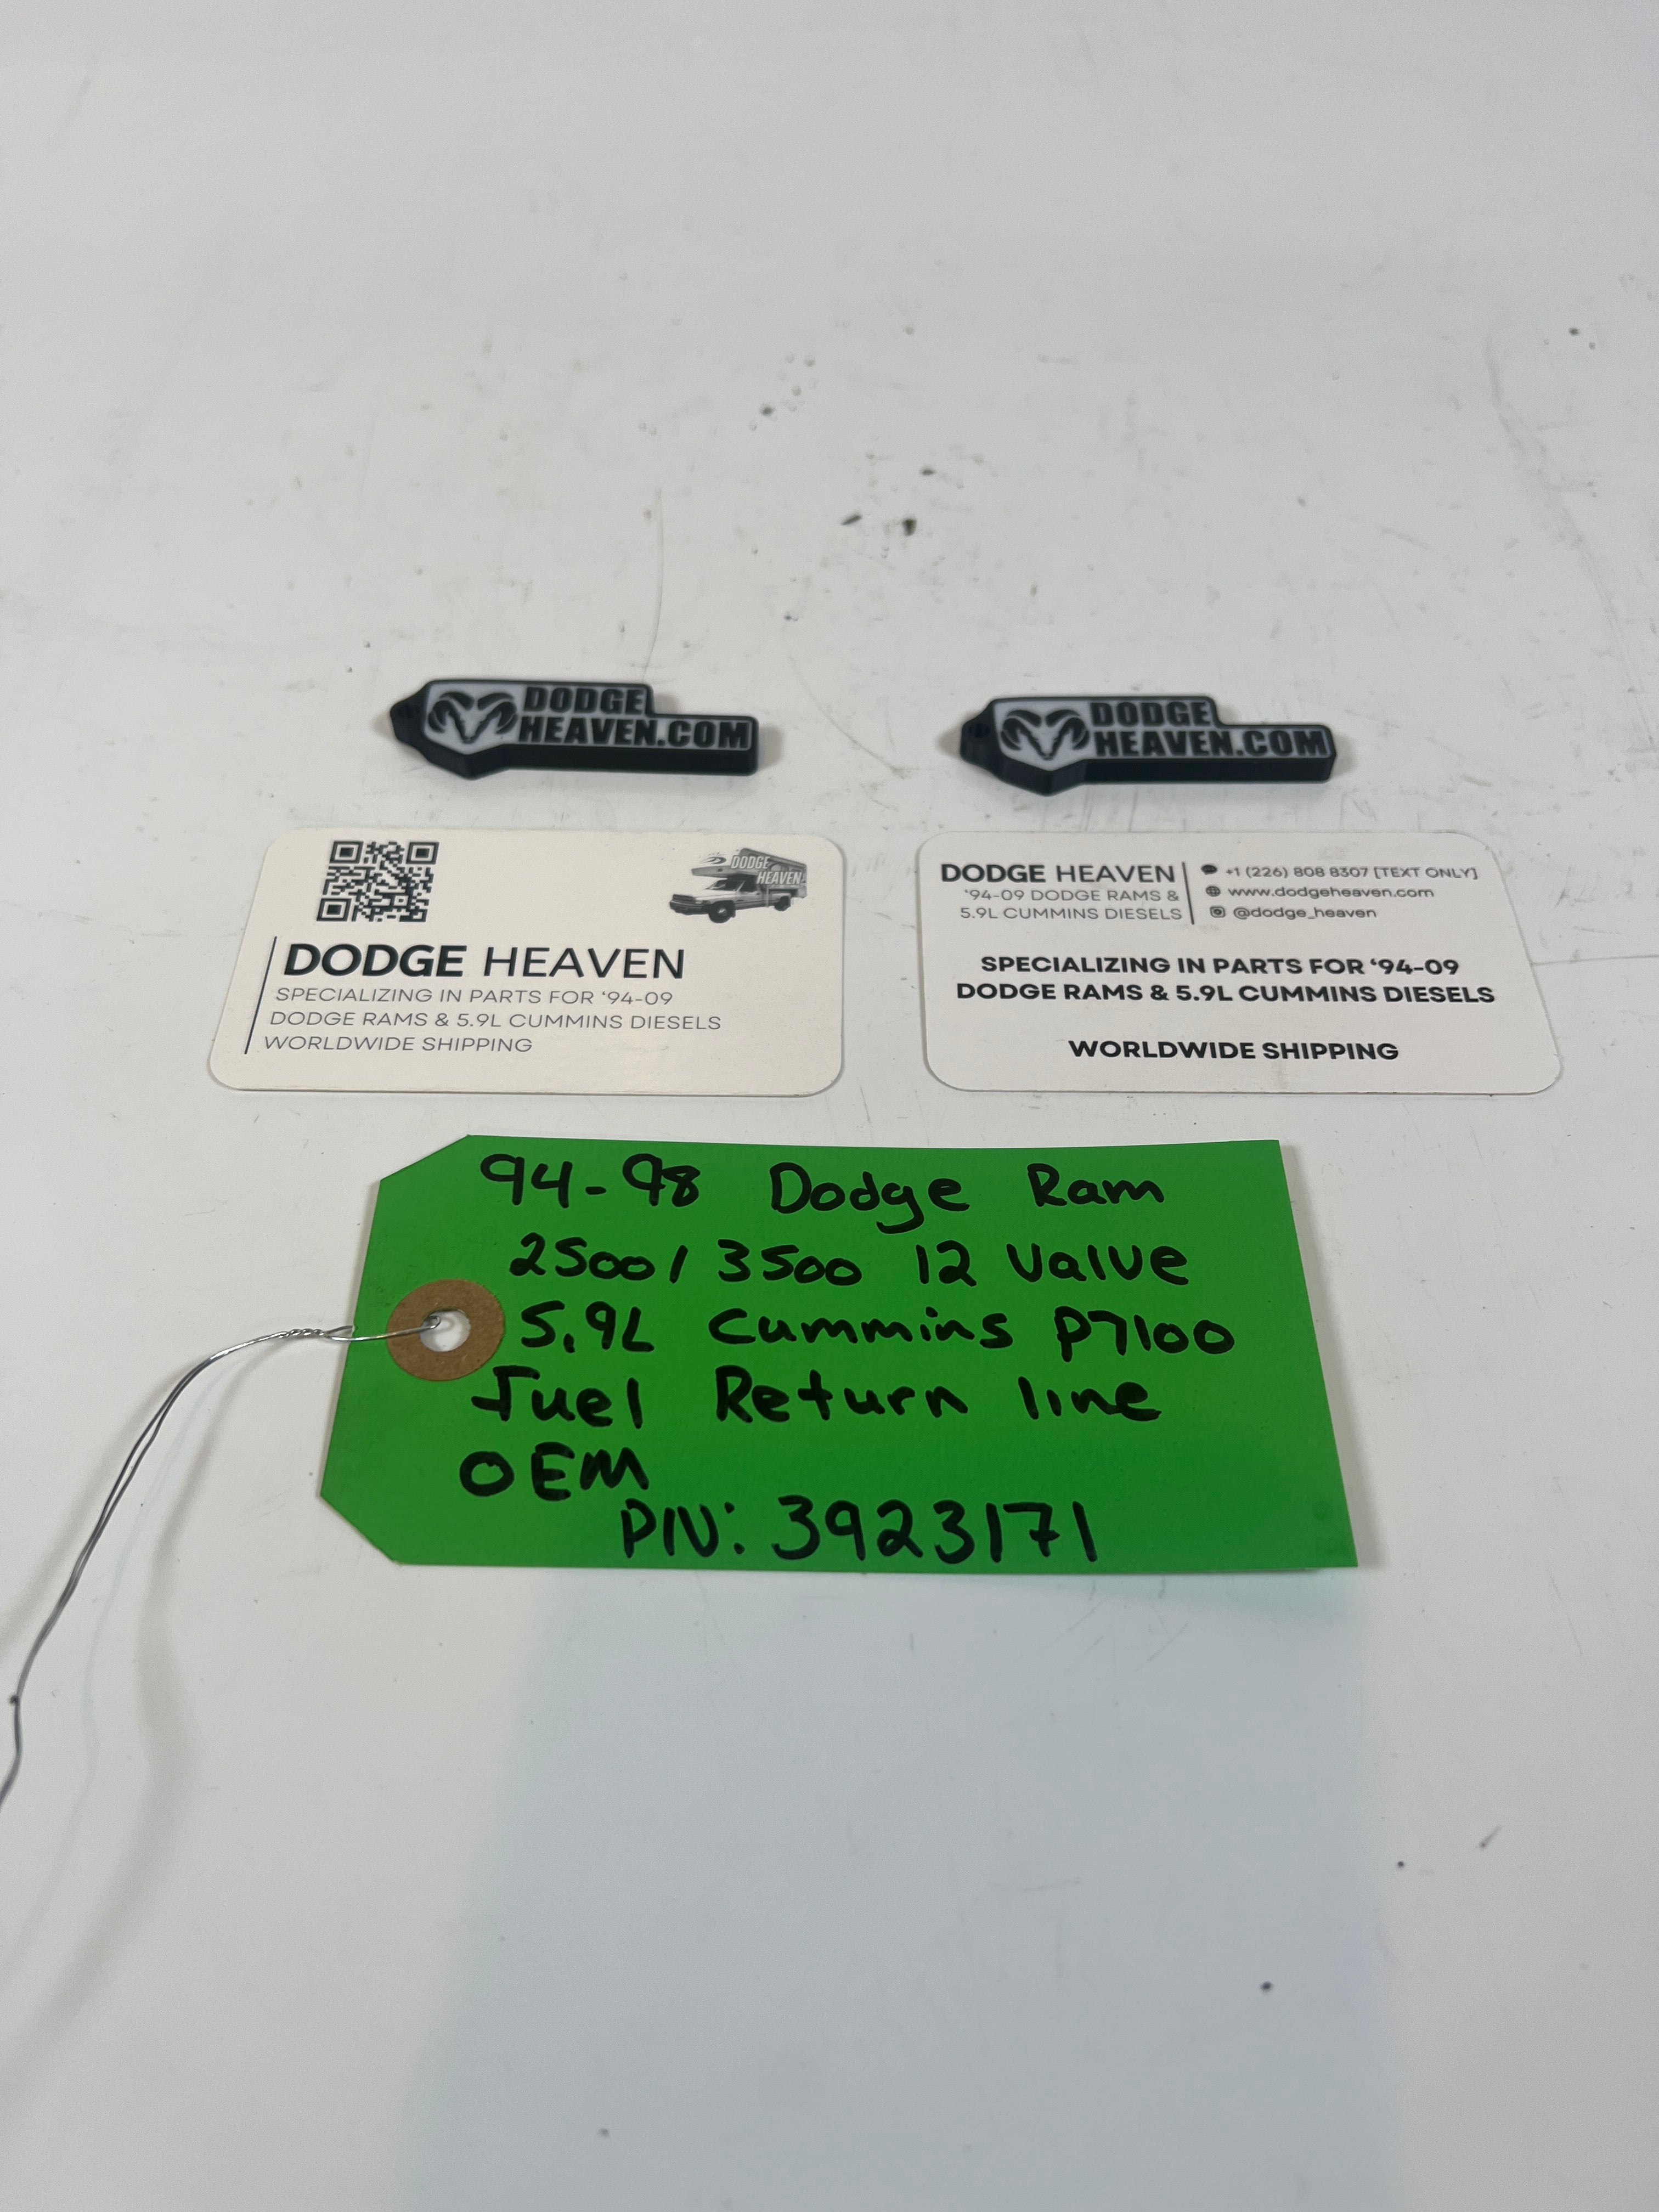 DODGE
HEAVEN.COM
DODGE
HEAVEN.COM
DODGE
HEAVEN
DODGE HEAVEN
SPECIALIZING IN PARTS FOR ‘94-09
DODGE RAMS & 5.9L CUMMINS DIESELS
WORLDWIDE SHIPPING
DODGE HEAVEN
‘94-09 DODGE RAMS &
5.9L CUMMINS DIESELS
+1 (226) 808 8307 [TEXT ONLY]
www.dodgeheaven.com
@dodge_heaven
SPECIALIZING IN PARTS FOR ‘94-09
DODGE RAMS & 5.9L CUMMINS DIESELS
WORLDWIDE SHIPPING
94-98 Dodge Ram
2500/3500 12 Valve
5.9L Cummins P7100
Fuel Return line
OEM
P/N: 3923171